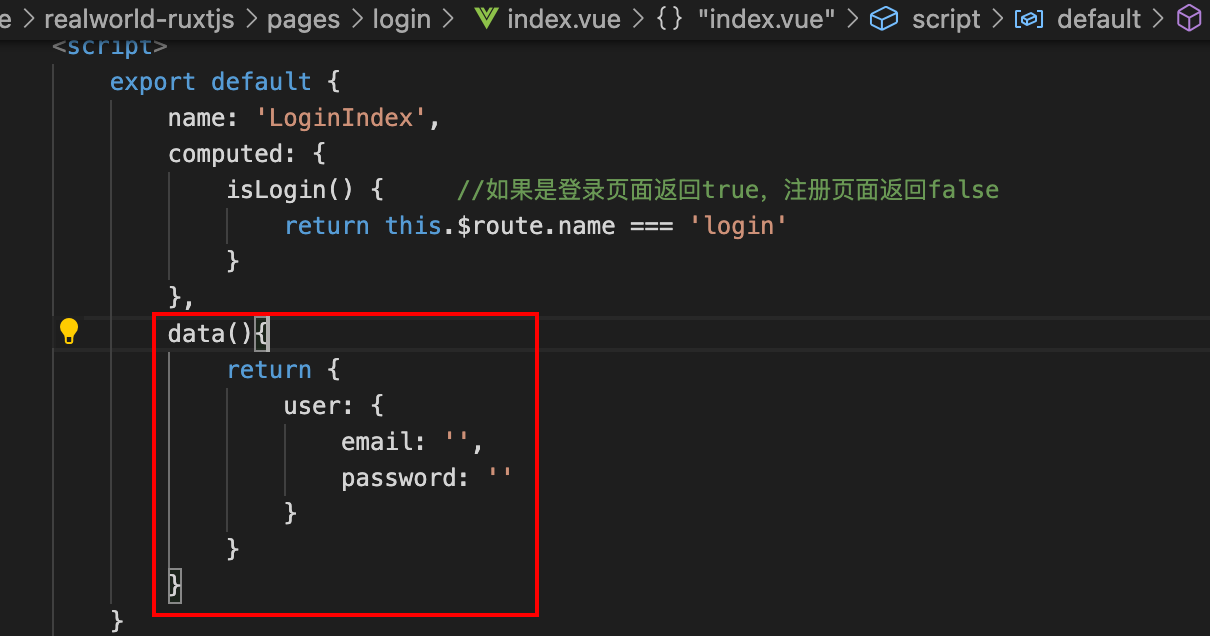 e > realworld-ruxtjs > pages > login > index.vue > {} "index.vue" > script > default >
<script>
export default {
name: 'LoginIndex',
computed: {
isLogin() { //如果是登录页面返回true，注册页面返回false
return this.$route.name === 'login'
}
},
data(){
return {
user: {
email: '',
password: ''
}
}
}
}